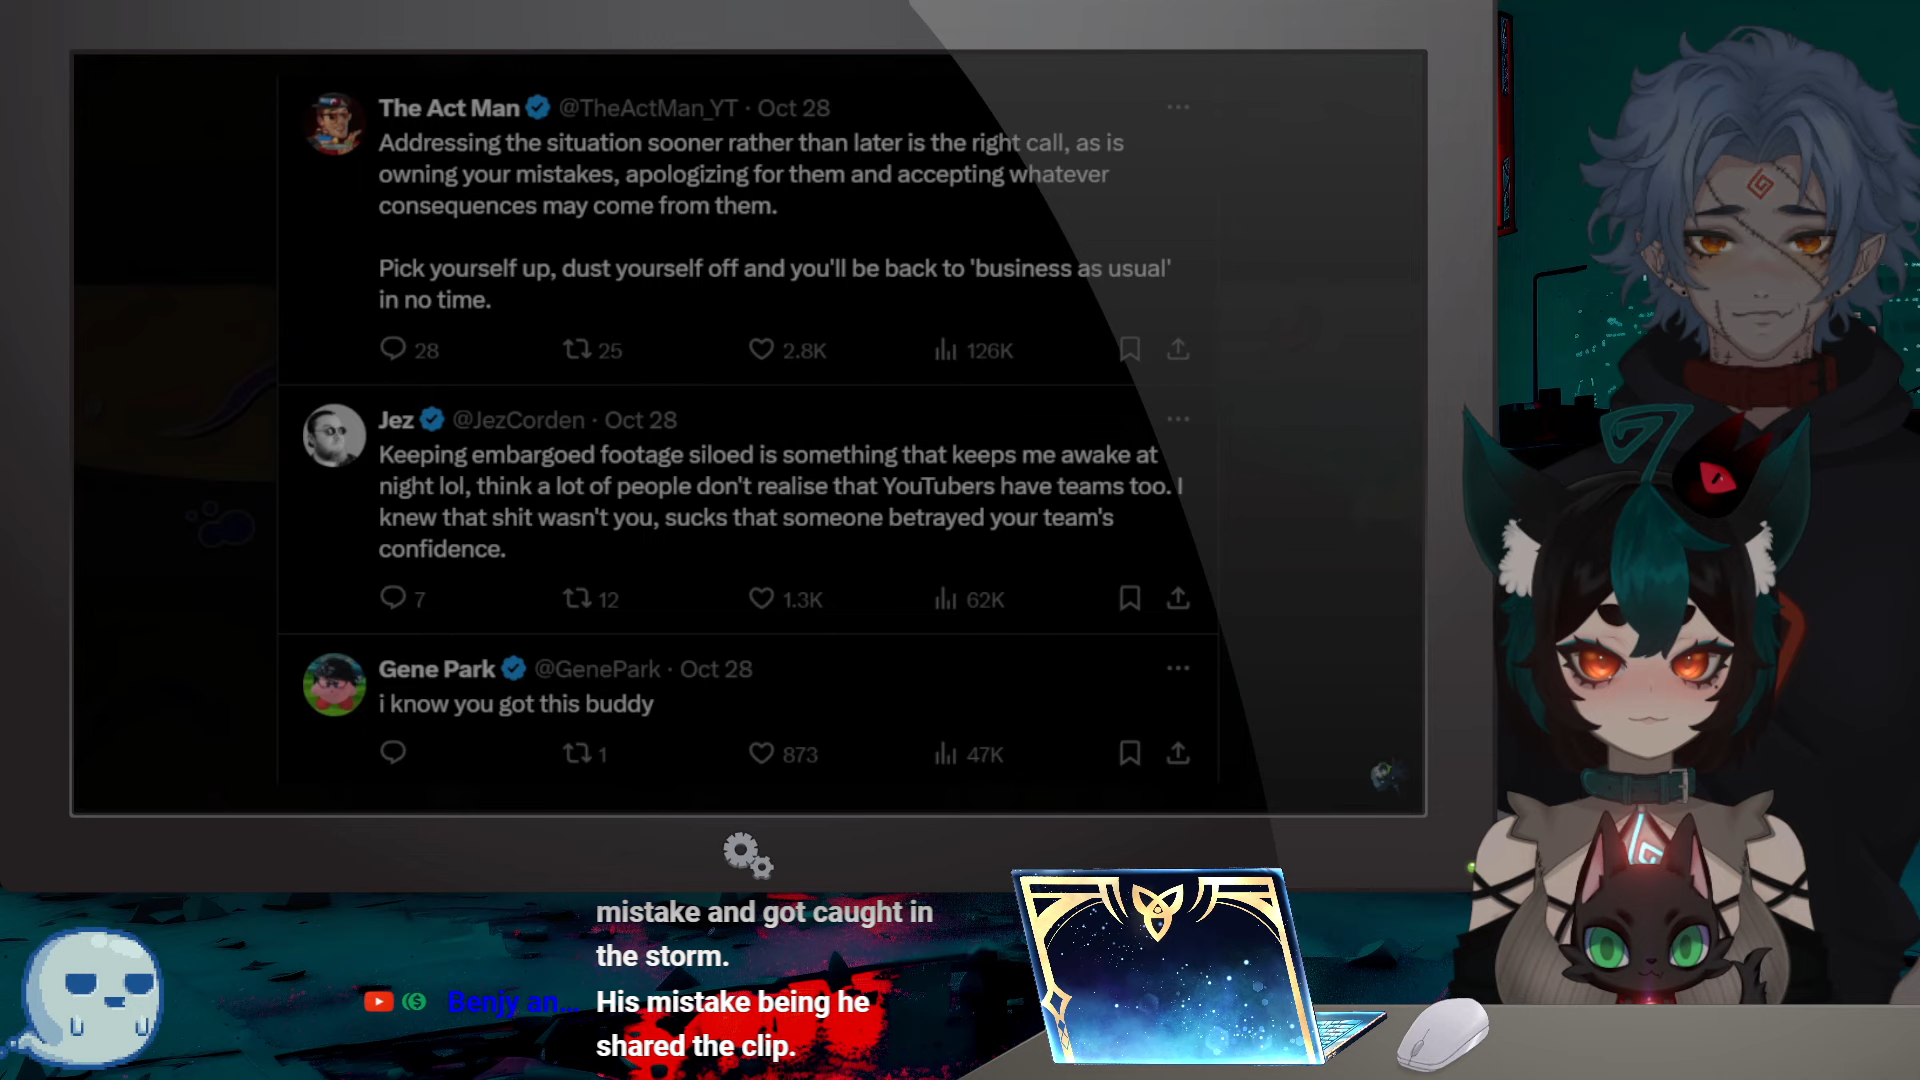 The Act Man @TheActMan_YT · Oct 28
Addressing the situation sooner rather than later is the right call, as is
owning your mistakes, apologizing for them and accepting whatever
consequences may come from them.
Pick yourself up, dust yourself off and you'll be back to 'business as usual'
in no time.
28 25 2.8K 126K
Jez @JezCorden · Oct 28
Keeping embargoed footage siloed is something that keeps me awake at
night lol, think a lot of people don't realise that YouTubers have teams too. I
knew that shit wasn't you, sucks that someone betrayed your team's
confidence.
7 12 1.3K 62K
Gene Park @GenePark · Oct 28
i know you got this buddy
1 873 47K
mistake and got caught in
the storm.
Benjy an... His mistake being he
shared the clip.